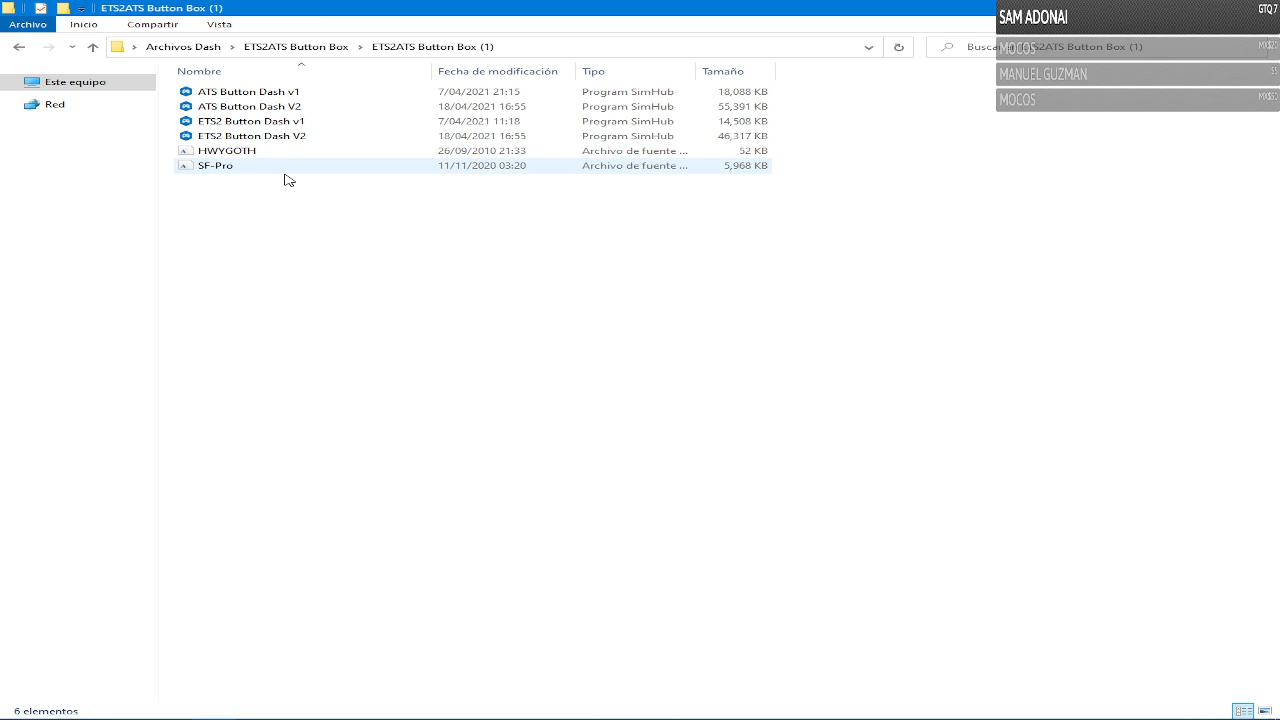 ETS2ATS Button Box (1)
SAM ADONAI GTQ 7
Archivo Inicio Compartir Vista
Archivos Dash ETS2ATS Button Box ETS2ATS Button Box (1)
Busca ETS2ATS Button Box (1)
MOCOS
MANUEL GUZMAN
MOCOS
Nombre Fecha de modificación Tipo Tamaño
Este equipo
Red
ATS Button Dash v1 7/04/2021 21:15 Program SimHub 18,088 KB
ATS Button Dash V2 18/04/2021 16:55 Program SimHub 55,391 KB
ETS2 Button Dash v1 7/04/2021 11:18 Program SimHub 14,508 KB
ETS2 Button Dash V2 18/04/2021 16:55 Program SimHub 46,317 KB
HWYGOTH 26/09/2010 21:33 Archivo de fuente ... 52 KB
SF-Pro 11/11/2020 03:20 Archivo de fuente ... 5,968 KB
6 elementos